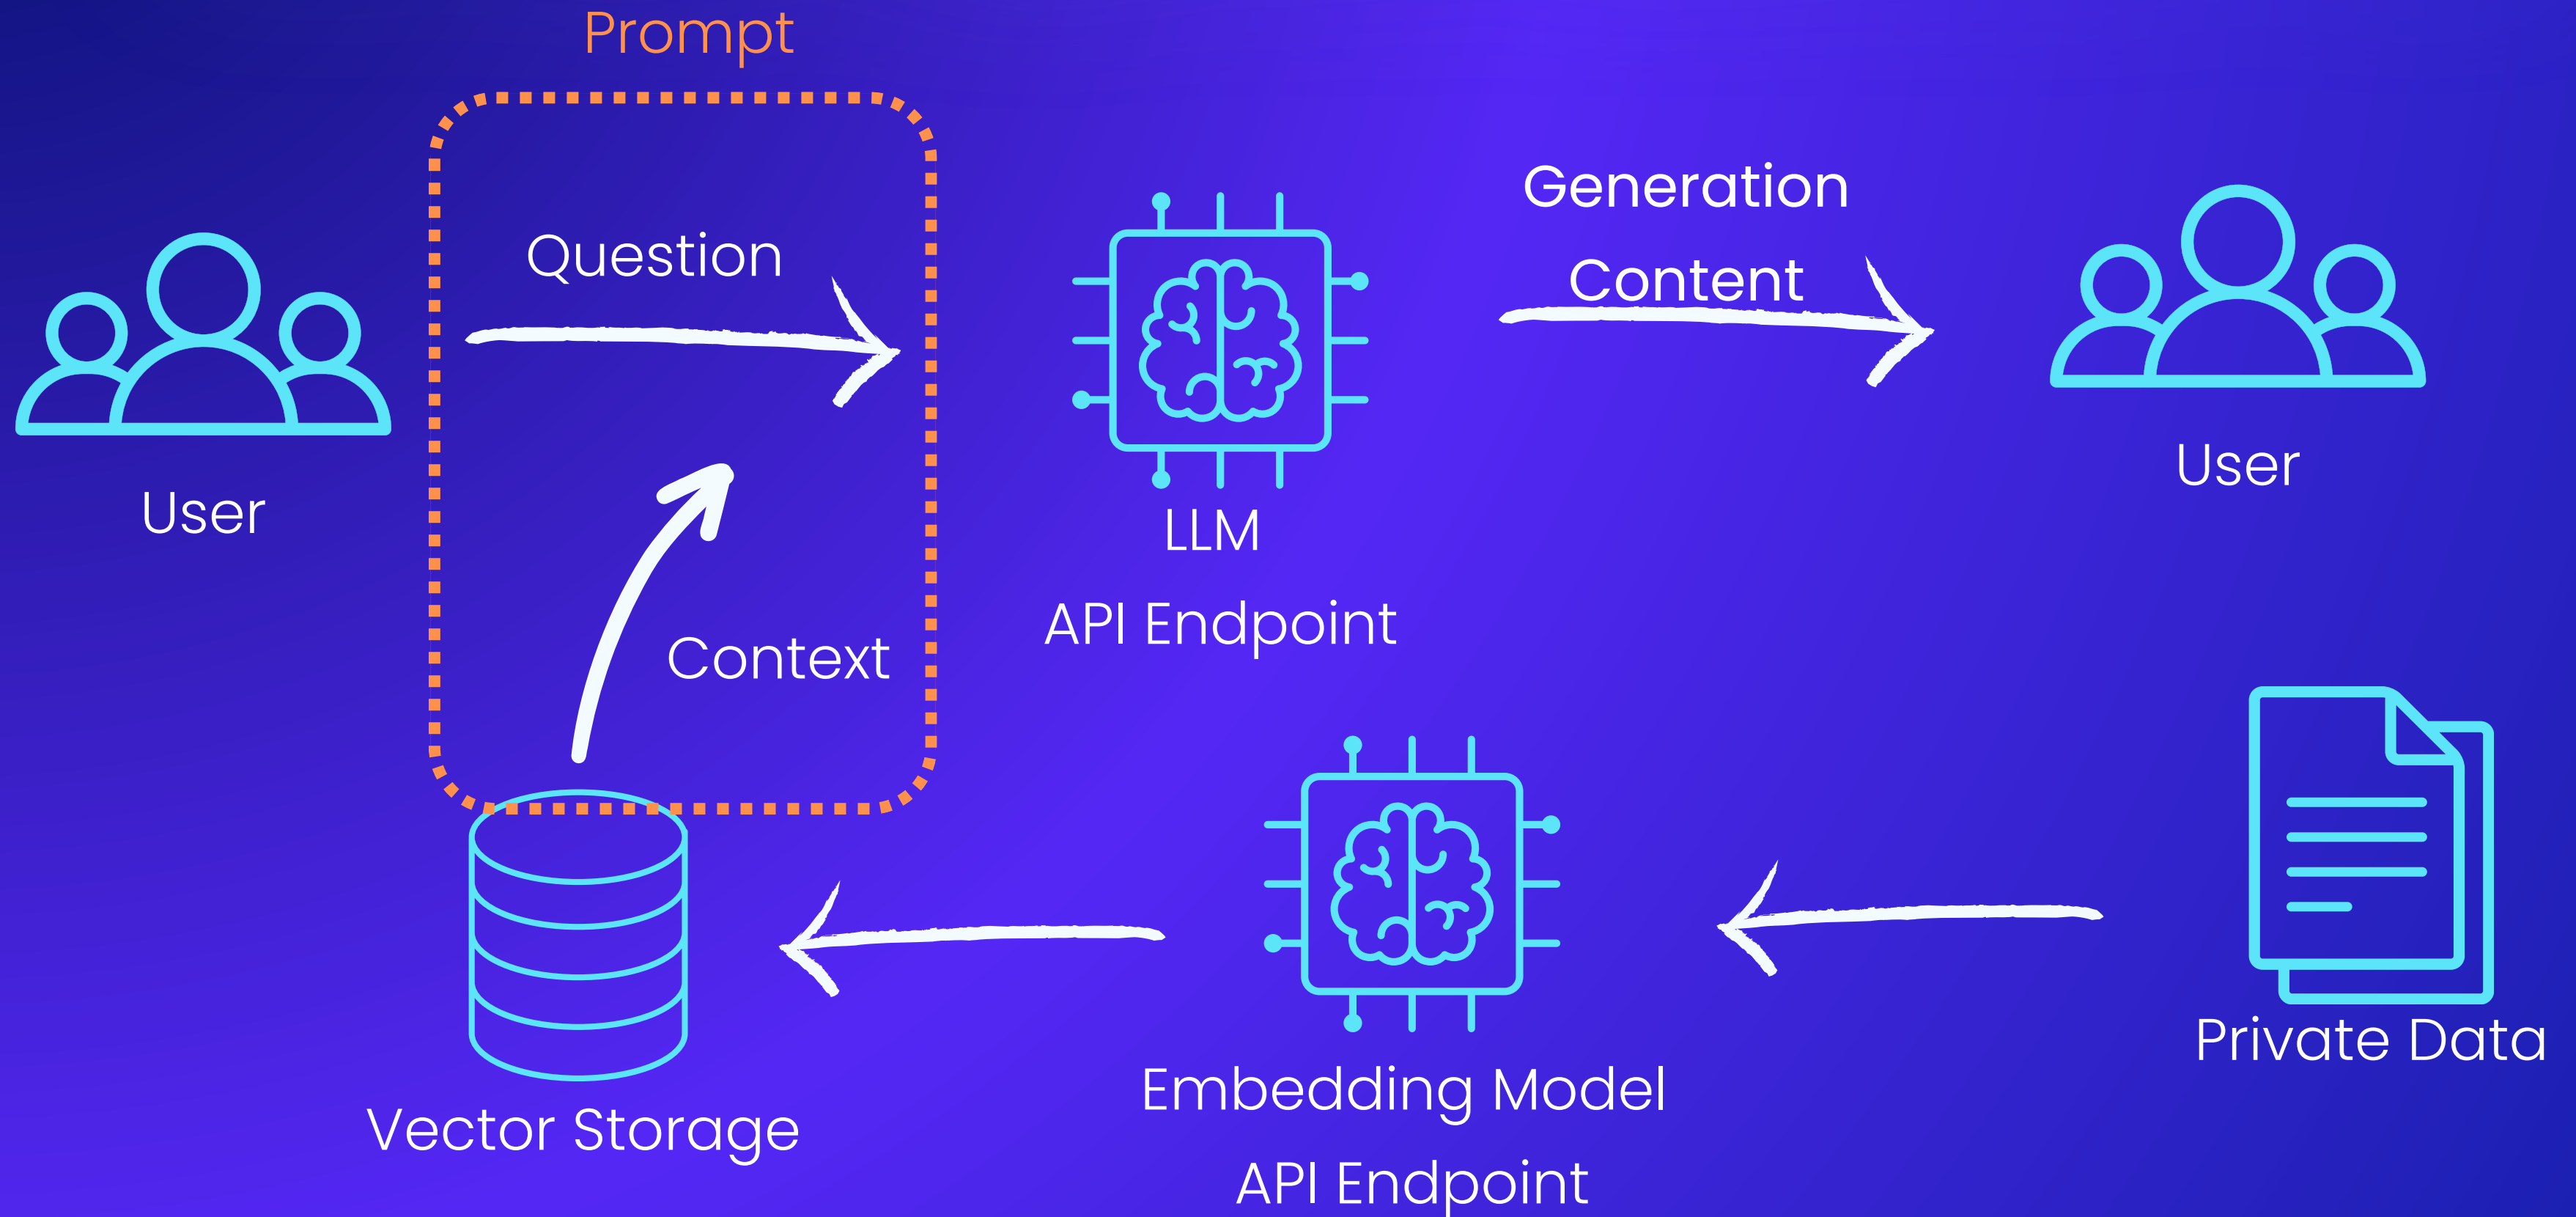 Prompt
Question
Generation
Content
User
User
LLM
API Endpoint
Context
Private Data
Embedding Model
API Endpoint
Vector Storage